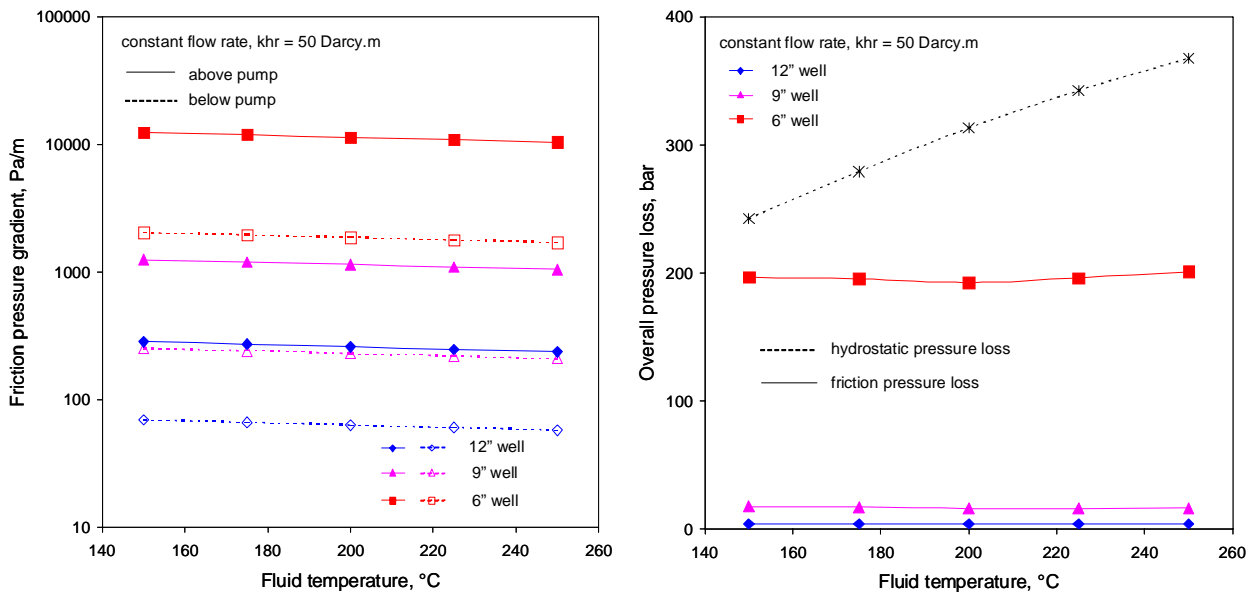 100000
constant flow rate, khr = 50 Darcy.m
above pump
below pump
10000
1000
100
10
12” well
9” well
6” well
140 160 180 200 220 240 260
Fluid temperature, °C
Friction pressure gradient, Pa/m
400
constant flow rate, khr = 50 Darcy.m
12” well
9” well
6” well
300
200
hydrostatic pressure loss
friction pressure loss
100
0
140 160 180 200 220 240 260
Fluid temperature, °C
Overall pressure loss, bar